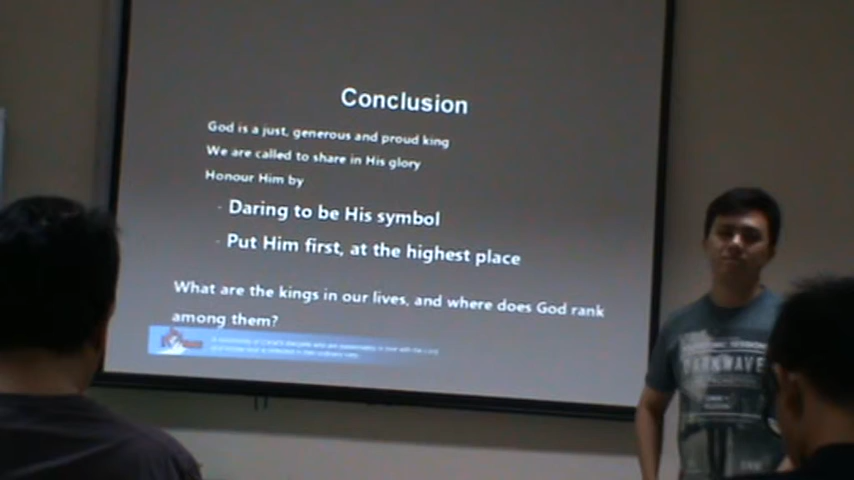 Conclusion
God is a just, generous and proud king
We are called to share in His glory
Honour Him by
- Daring to be His symbol
- Put Him first, at the highest place
What are the kings in our lives, and where does God rank
among them?
DARKWAVE